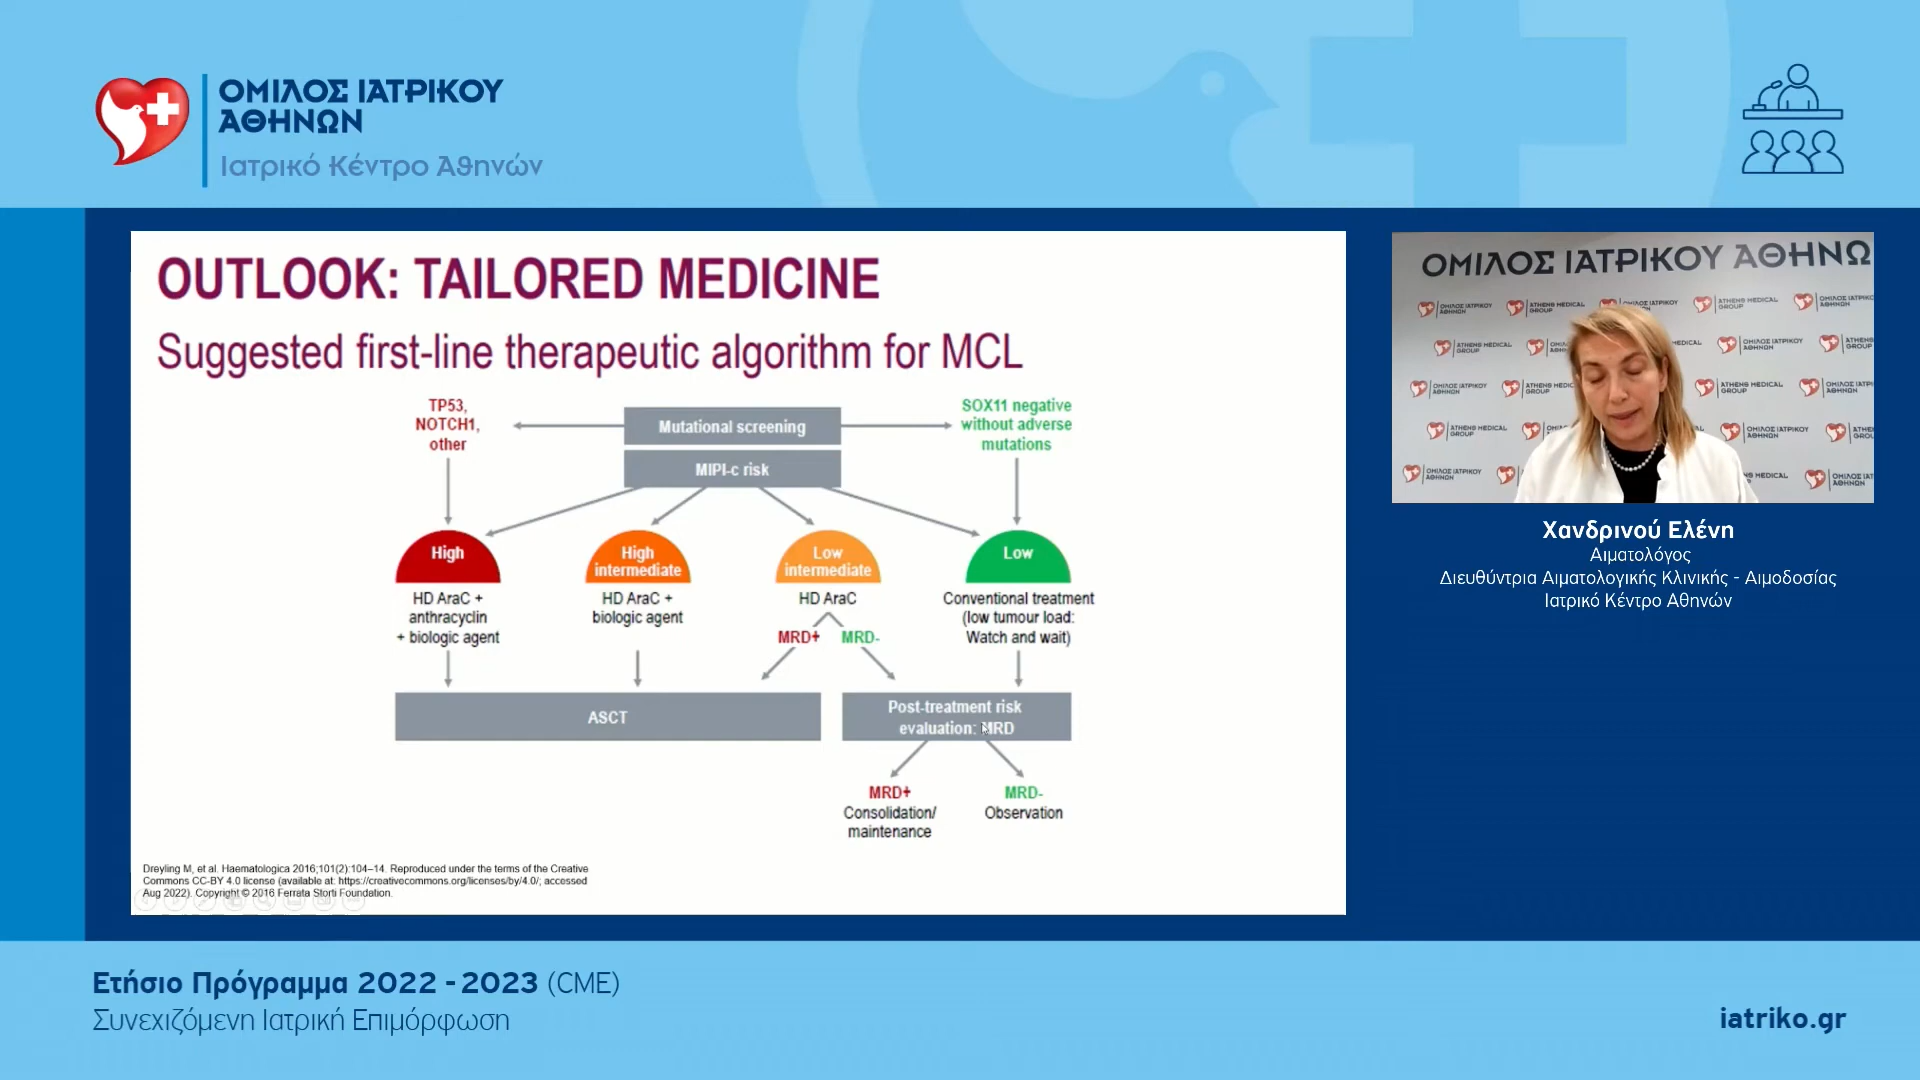 ΟΜΙΛΟΣ ΙΑΤΡΙΚΟΥ
ΑΘΗΝΩΝ
Ιατρικό Κέντρο Αθηνών
OUTLOOK: TAILORED MEDICINE
Suggested first-line therapeutic algorithm for MCL
TP53,
NOTCH1,
other
Mutational screening
MIPI-c risk
SOX11 negative
without adverse
mutations
High
High
intermediate
Low
intermediate
Low
HD AraC +
anthracyclin
+ biologic agent
HD AraC +
biologic agent
HD AraC
MRD+ MRD-
Conventional treatment
(low tumour load:
Watch and wait)
ASCT
Post-treatment risk
evaluation: MRD
MRD+
Consolidation/
maintenance
MRD-
Observation
Dreyling M, et al. Haematologica 2016;101(2):104–14. Reproduced under the terms of the Creative
Commons CC-BY 4.0 license (available at: https://creativecommons.org/licenses/by/4.0/; accessed
Aug 2022). Copyright © 2016 Ferrata Storti Foundation.
ΟΜΙΛΟΣ ΙΑΤΡΙΚΟΥ ΑΘΗΝΩ
Χανδρινού Ελένη
Αιματολόγος
Διευθύντρια Αιματολογικής Κλινικής - Αιμοδοσίας
Ιατρικό Κέντρο Αθηνών
Ετήσιο Πρόγραμμα 2022 - 2023 (CME)
Συνεχιζόμενη Ιατρική Επιμόρφωση
iatriko.gr